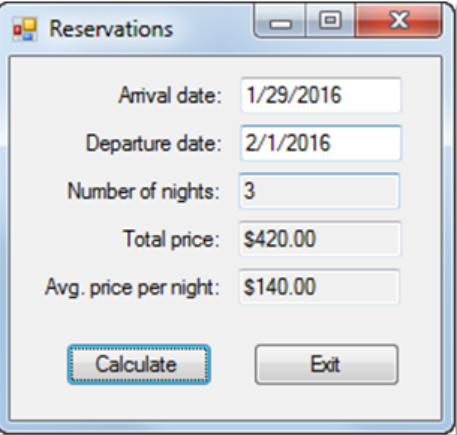 Reservations
Arrival date: 1/29/2016
Departure date: 2/1/2016
Number of nights: 3
Total price: $420.00
Avg. price per night: $140.00
Calculate Exit